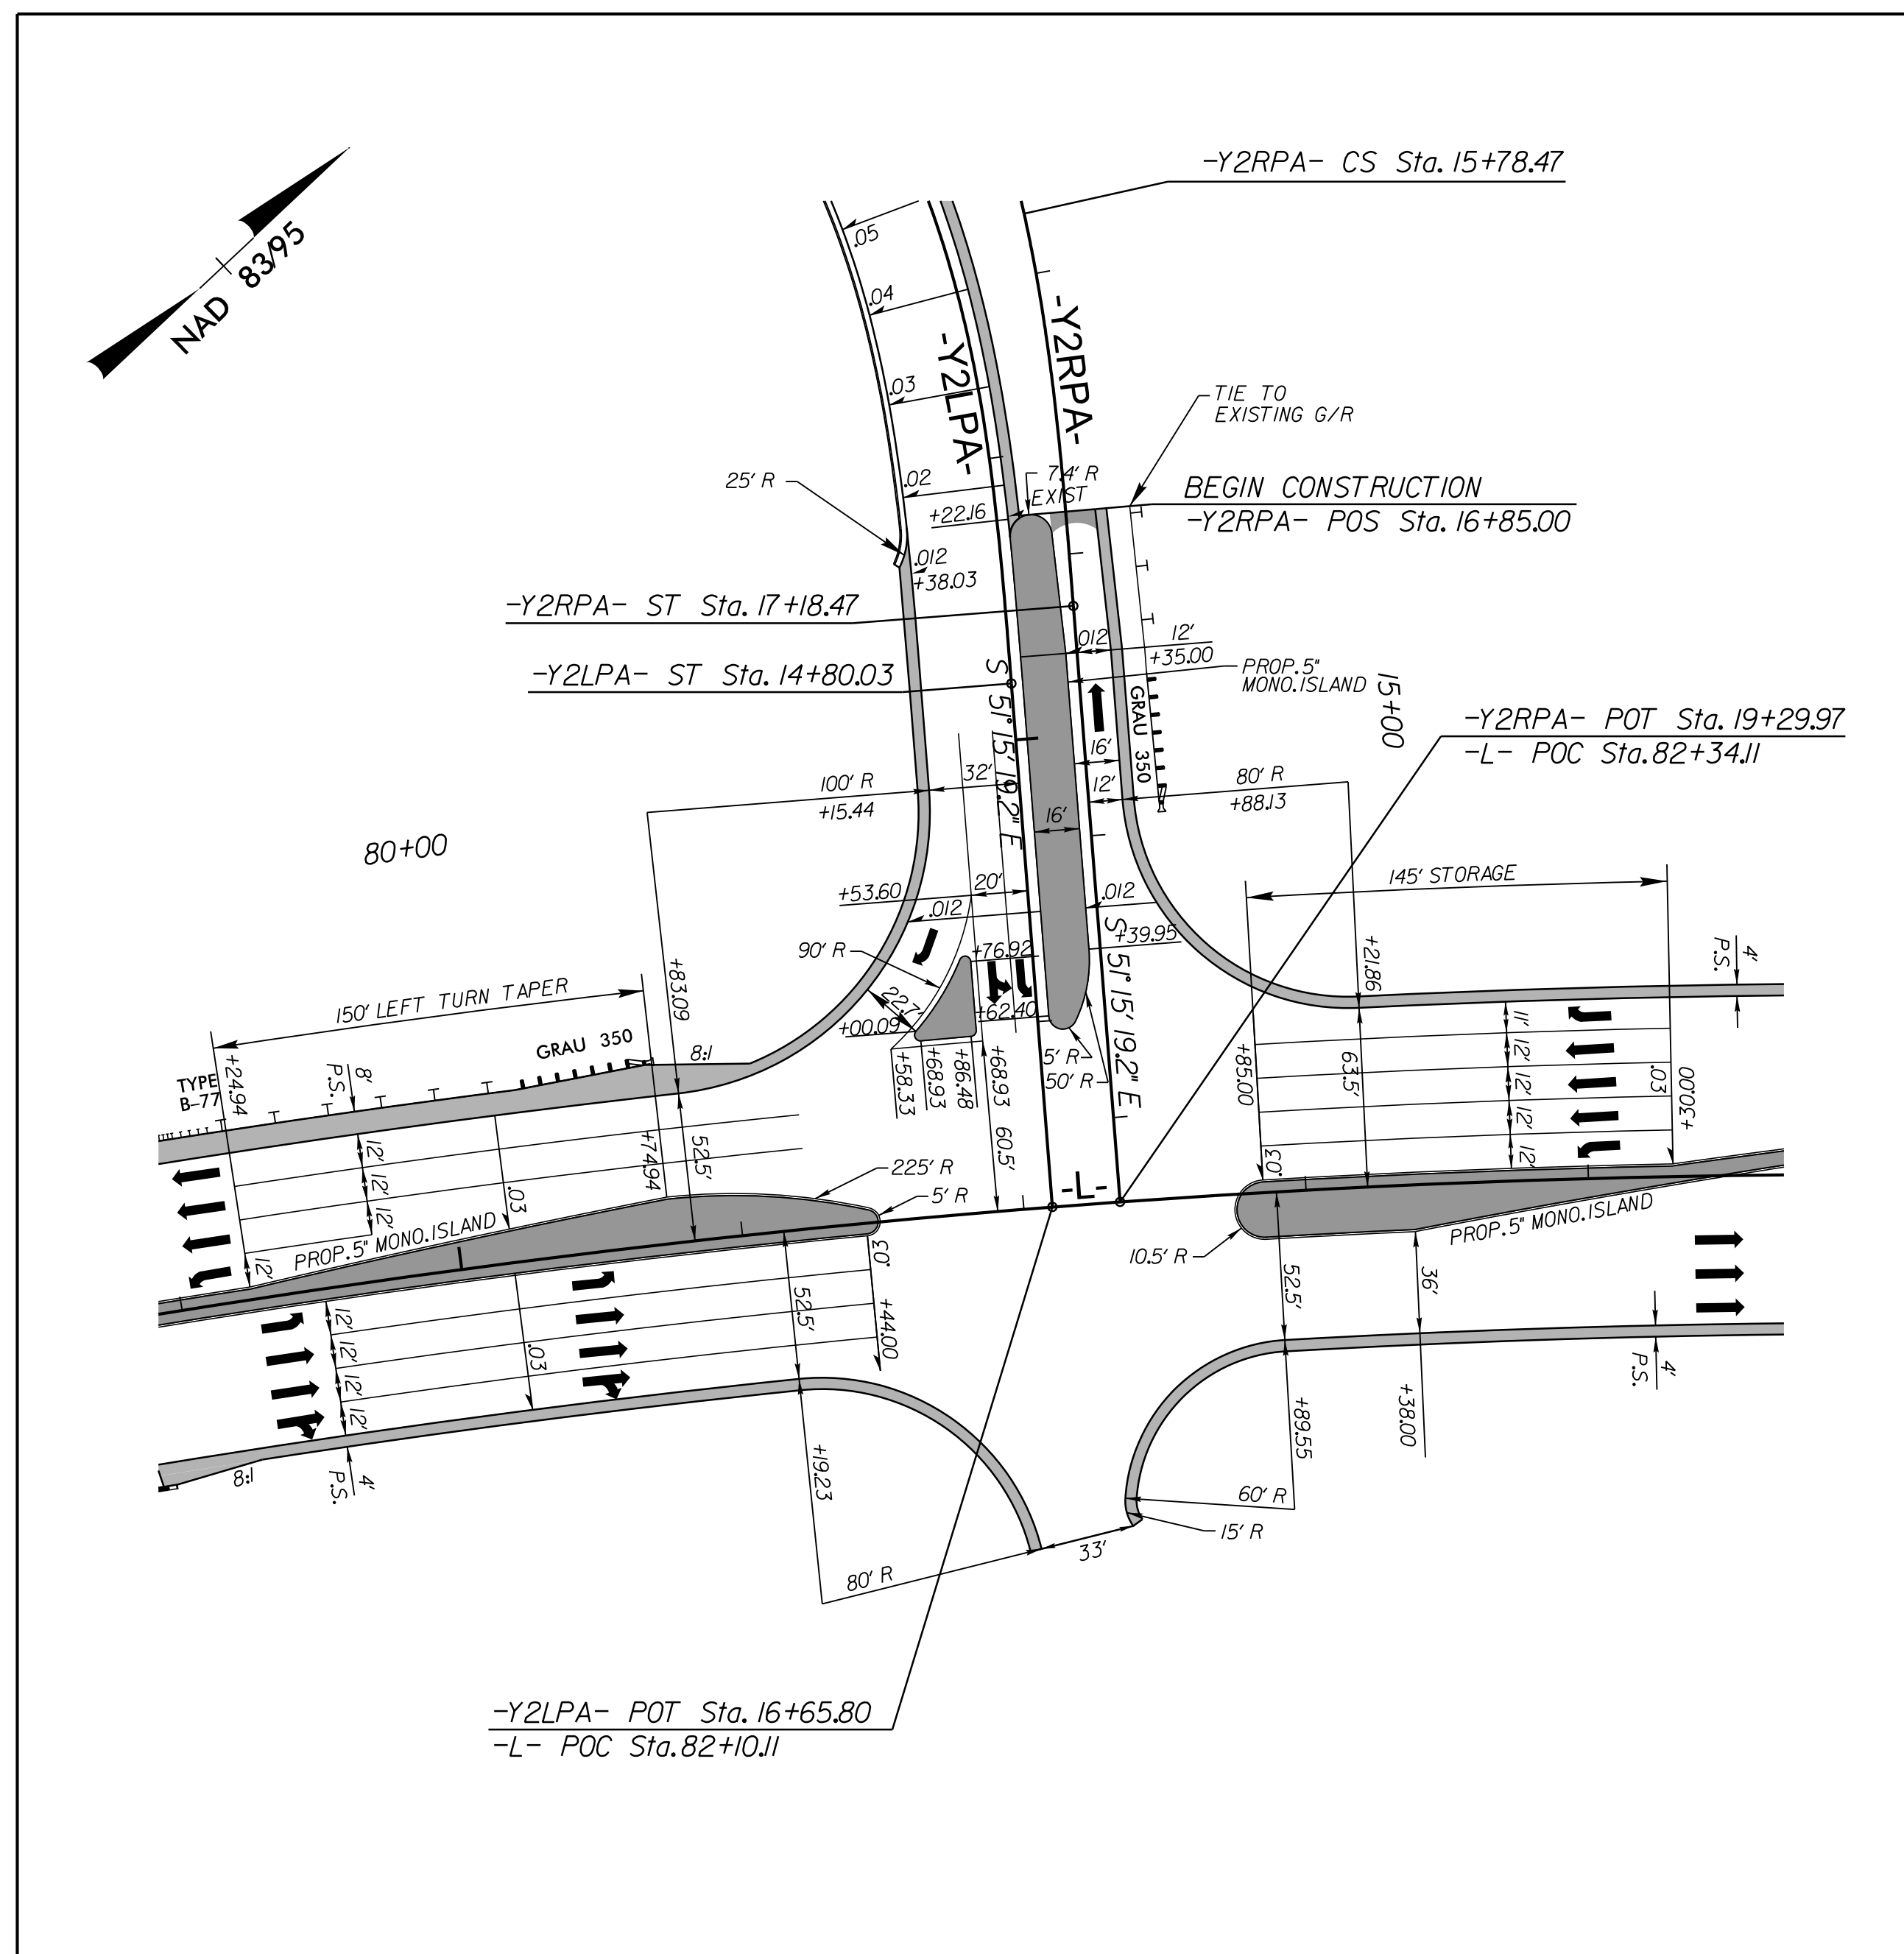 -Y2RPA- CS Sta. 15+78.47
NAD 83/95
.05
.04
.03
.02
-Y2LPA-
-Y2RPA-
TIE TO
EXISTING G/R
25' R
7.4' R
EXIST
BEGIN CONSTRUCTION
-Y2RPA- POS Sta. 16+85.00
+22.16
.012
+38.03
-Y2RPA- ST Sta. 17+18.47
-Y2LPA- ST Sta. 14+80.03
.012
12'
+35.00
PROP. 5"
MONO. ISLAND
GRAU 350
15+00
-Y2RPA- POT Sta. 19+29.97
-L- POC Sta. 82+34.11
S 51° 15' 19.2" E
16'
12'
16'
100' R
+15.44
32'
80' R
+88.13
80+00
145' STORAGE
+53.60
20'
.012
.012
+39.95
S 51° 15' 19.2" E
90' R
+76.92
22.7'
+00.09
+62.40
+58.33
+68.93
+86.48
+68.93
60.5'
5' R
50' R
+83.09
150' LEFT TURN TAPER
GRAU 350
8:1
TYPE
B-77
+24.94
8'
P.S.
+21.86
4'
P.S.
+85.00
63.5'
11'
12'
12'
12'
12'
.03
+30.00
12'
12'
12'
12'
.03
+74.94
52.5'
225' R
5' R
-L-
.03
PROP. 5" MONO. ISLAND
PROP. 5" MONO. ISLAND
10.5' R
52.5'
36'
12'
12'
12'
12'
.03
52.5'
.03
+44.00
+89.55
+38.00
4'
P.S.
8:1
4'
P.S.
+19.23
80' R
33'
60' R
15' R
-Y2LPA- POT Sta. 16+65.80
-L- POC Sta. 82+10.11